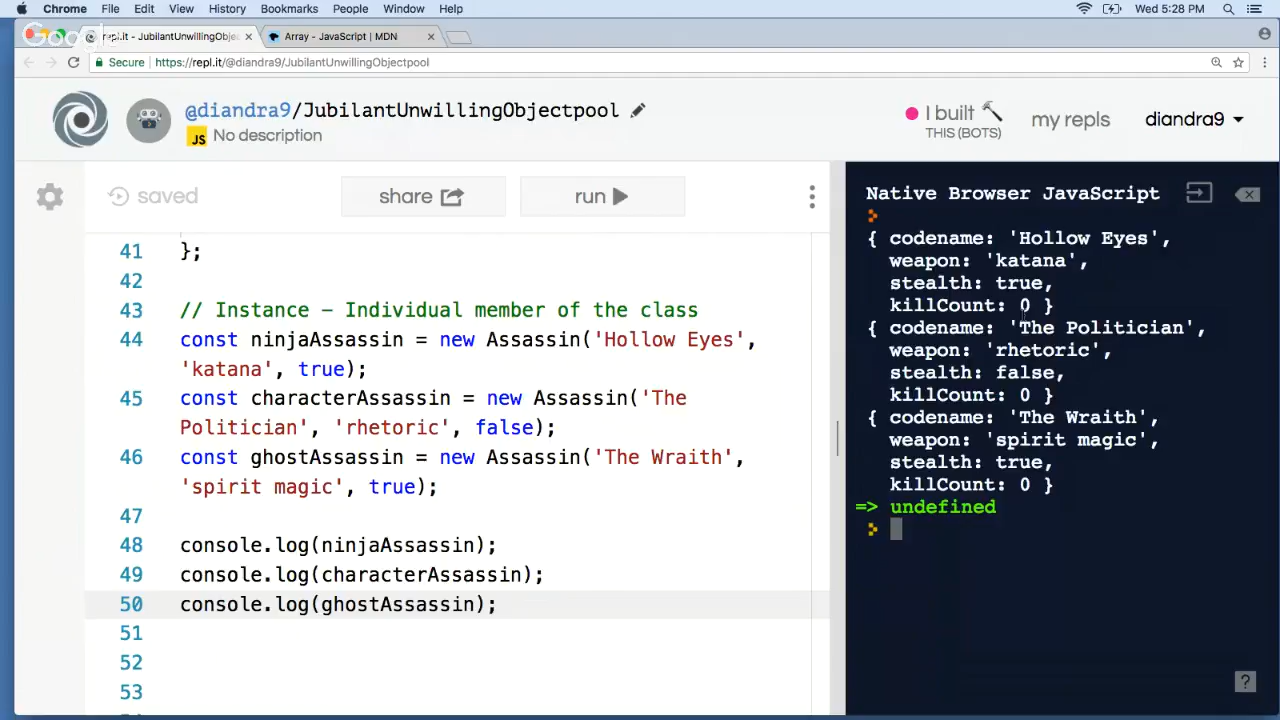 Chrome File Edit View History Bookmarks People Window Help Wed 5:28 PM
Google
repl.it - JubilantUnwillingObjec
Array - JavaScript | MDN
Secure https://repl.it/@diandra9/JubilantUnwillingObjectpool
@diandra9/JubilantUnwillingObjectpool
JS No description
I built
THIS (BOTS)
my repls
diandra9
saved
share
run
41 };
42
43 // Instance – Individual member of the class
44 const ninjaAssassin = new Assassin('Hollow Eyes',
'katana', true);
45 const characterAssassin = new Assassin('The
Politician', 'rhetoric', false);
46 const ghostAssassin = new Assassin('The Wraith',
'spirit magic', true);
47
48 console.log(ninjaAssassin);
49 console.log(characterAssassin);
50 console.log(ghostAssassin);
51
52
53
Native Browser JavaScript
{ codename: 'Hollow Eyes',
weapon: 'katana',
stealth: true,
killCount: 0 }
{ codename: 'The Politician',
weapon: 'rhetoric',
stealth: false,
killCount: 0 }
{ codename: 'The Wraith',
weapon: 'spirit magic',
stealth: true,
killCount: 0 }
=> undefined
?